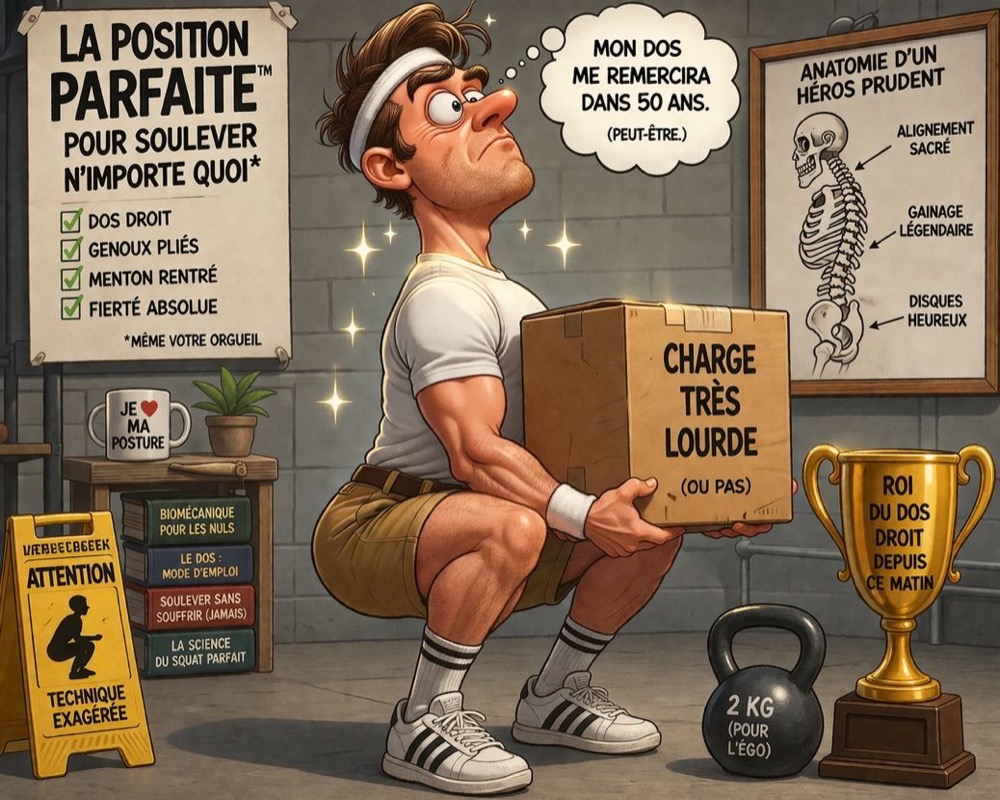 LA POSITION
PARFAITE™
POUR SOULEVER
N'IMPORTE QUOI*
DOS DROIT
GENOUX PLIÉS
MENTON RENTRÉ
FIERTÉ ABSOLUE
*MÊME VOTRE ORGUEIL
MON DOS
ME REMERCIRA
DANS 50 ANS.
(PEUT-ÊTRE.)
ANATOMIE D'UN
HÉROS PRUDENT
ALIGNEMENT
SACRÉ
GAINAGE
LÉGENDAIRE
DISQUES
HEUREUX
JE ❤ MA
POSTURE
BIOMÉCANIQUE
POUR LES NULS
LE DOS :
MODE D'EMPLOI
SOULEVER SANS
SOUFFRIR (JAMAIS)
LA SCIENCE
DU SQUAT PARFAIT
ATTENTION
TECHNIQUE
EXAGÉRÉE
CHARGE
TRÈS
LOURDE
(OU PAS)
2 KG
(POUR
L'ÉGO)
ROI
DU DOS
DROIT
DEPUIS
CE MATIN